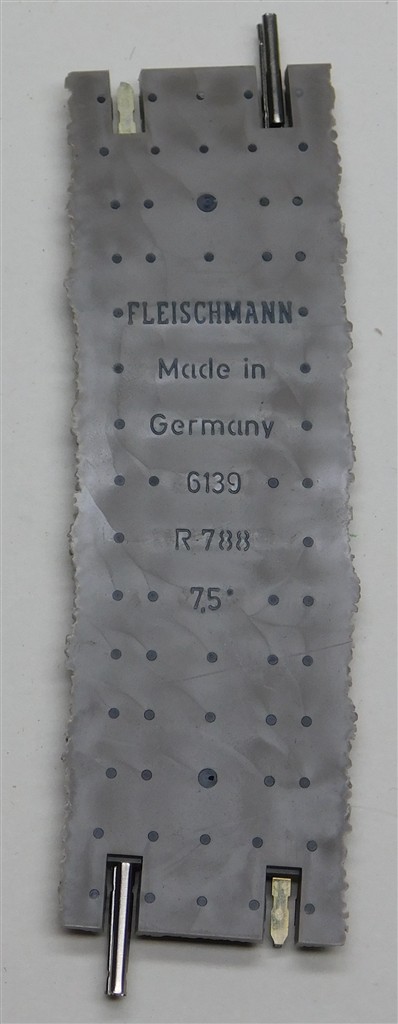 FLEISCHMANN
Made in
Germany
6139
R 788
7,5°